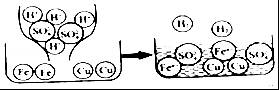 H⁺ H⁺ H⁺
SO₄ SO₄
H⁺
Fe Fe Cu Cu
H₂ H₂
SO₄ Fe SO₄
Fe Cu Cu